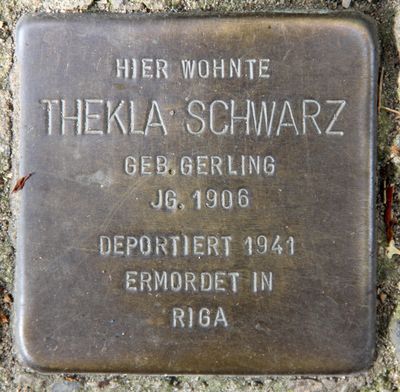 HIER WOHNTE
THEKLA SCHWARZ
GEB. GERLING
JG. 1906
DEPORTIERT 1941
ERMORDET IN
RIGA